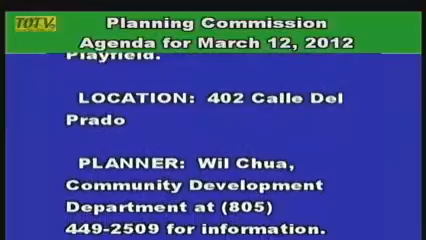 TOTV
Planning Commission
Agenda for March 12, 2012
Playfield.
LOCATION: 402 Calle Del
Prado
PLANNER: Wil Chua,
Community Development
Department at (805)
449-2509 for information.